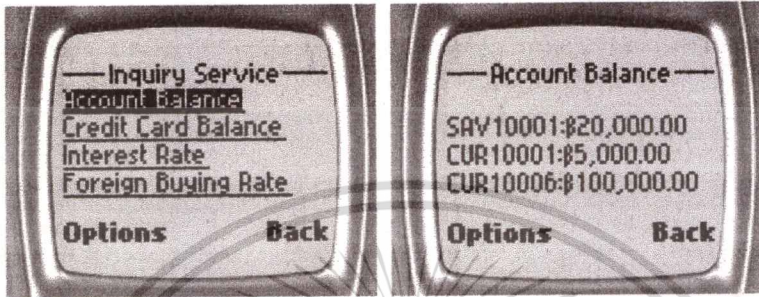 Inquiry Service
Account Balance
Credit Card Balance
Interest Rate
Foreign Buying Rate
Options Back
Account Balance
SAV10001:฿20,000.00
CUR10001:฿5,000.00
CUR10006:฿100,000.00
Options Back